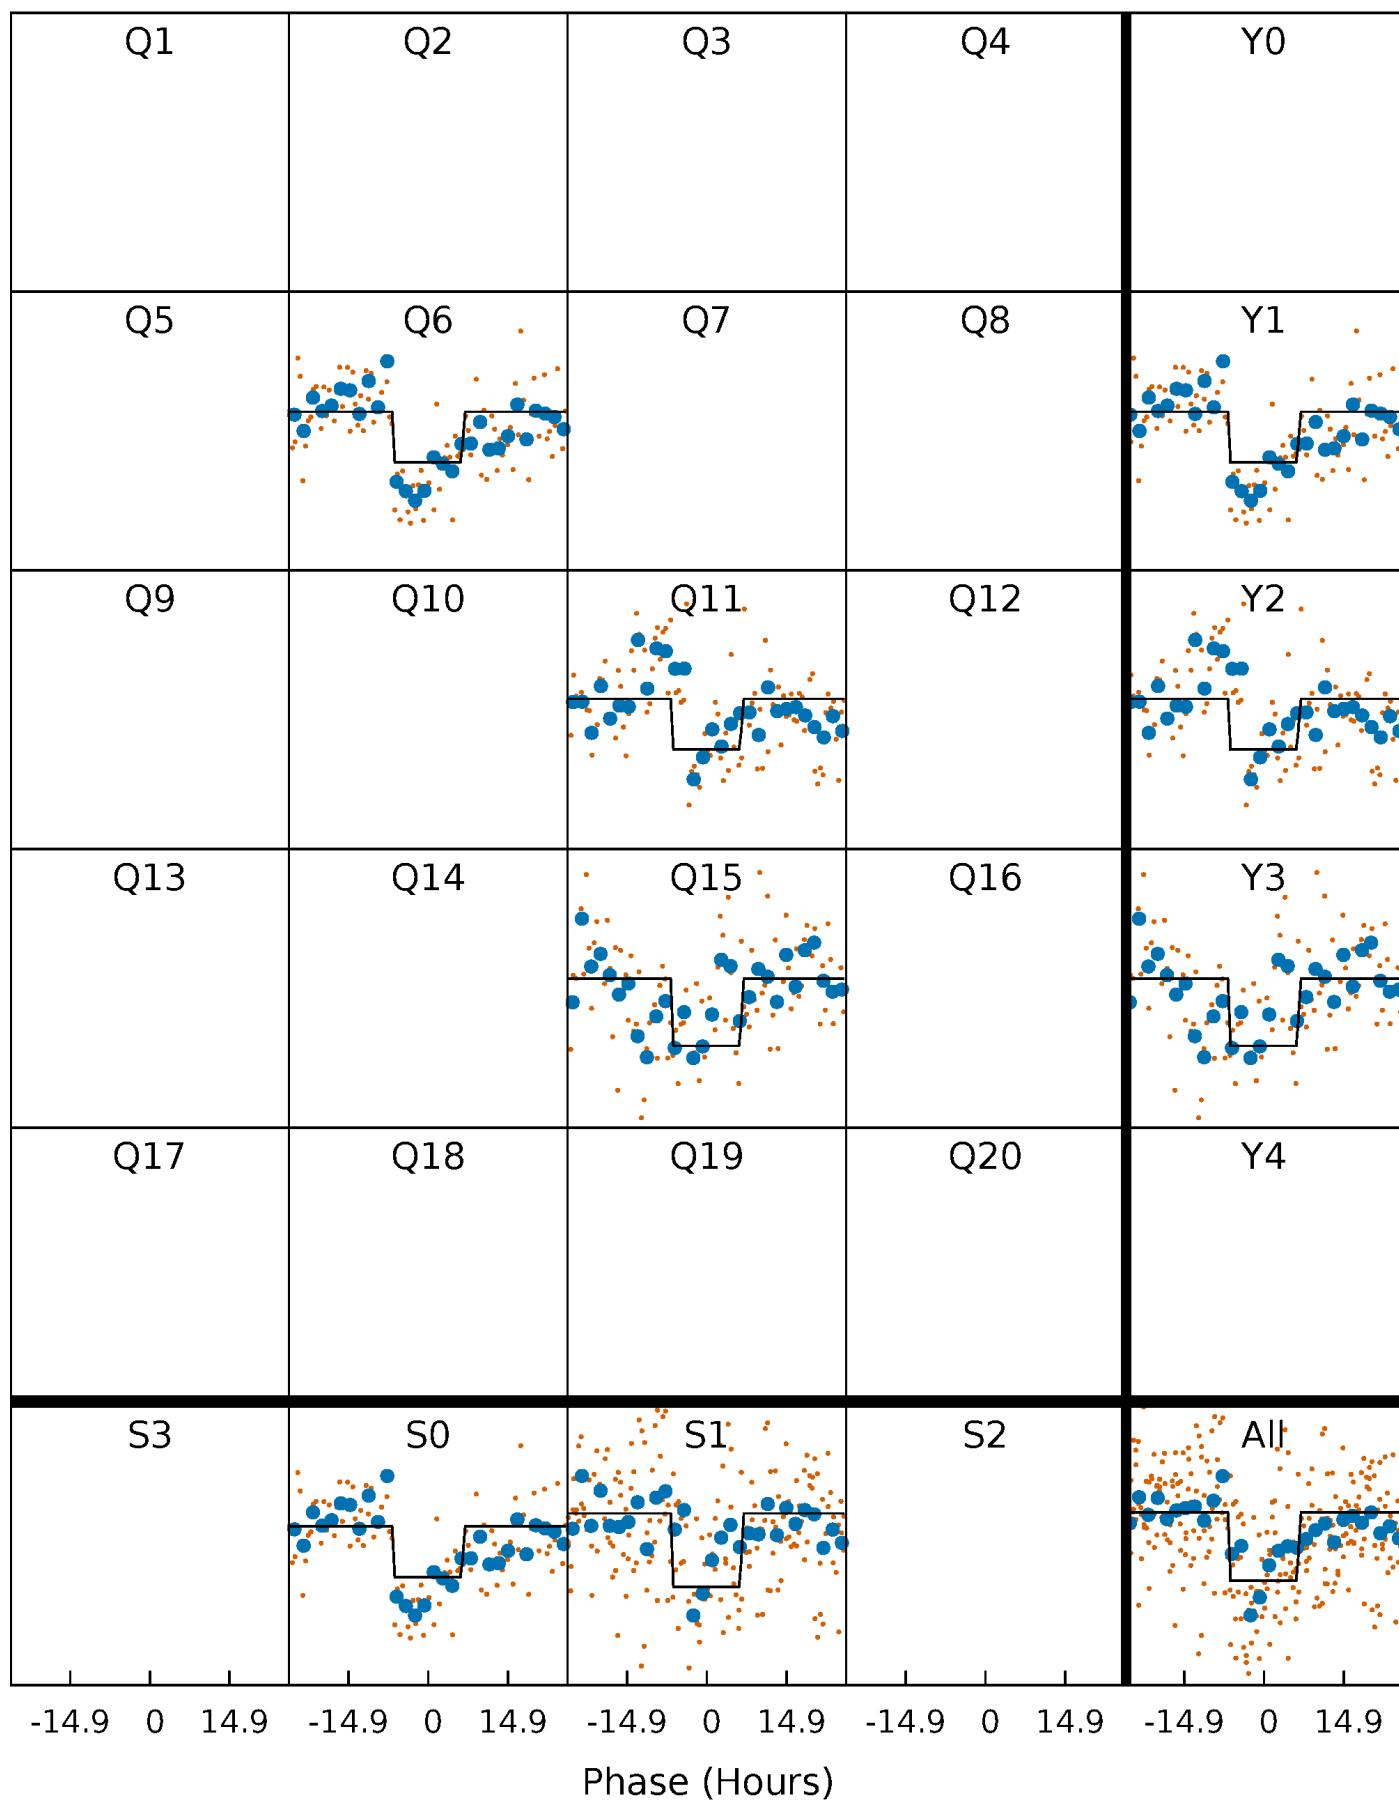 Q1 Q2 Q3 Q4 Y0
Q5 Q6 Q7 Q8 Y1
Q9 Q10 Q11 Q12 Y2
Q13 Q14 Q15 Q16 Y3
Q17 Q18 Q19 Q20 Y4
S3 S0 S1 S2 All
-14.9 0 14.9 -14.9 0 14.9 -14.9 0 14.9 -14.9 0 14.9 -14.9 0 14.9
Phase (Hours)